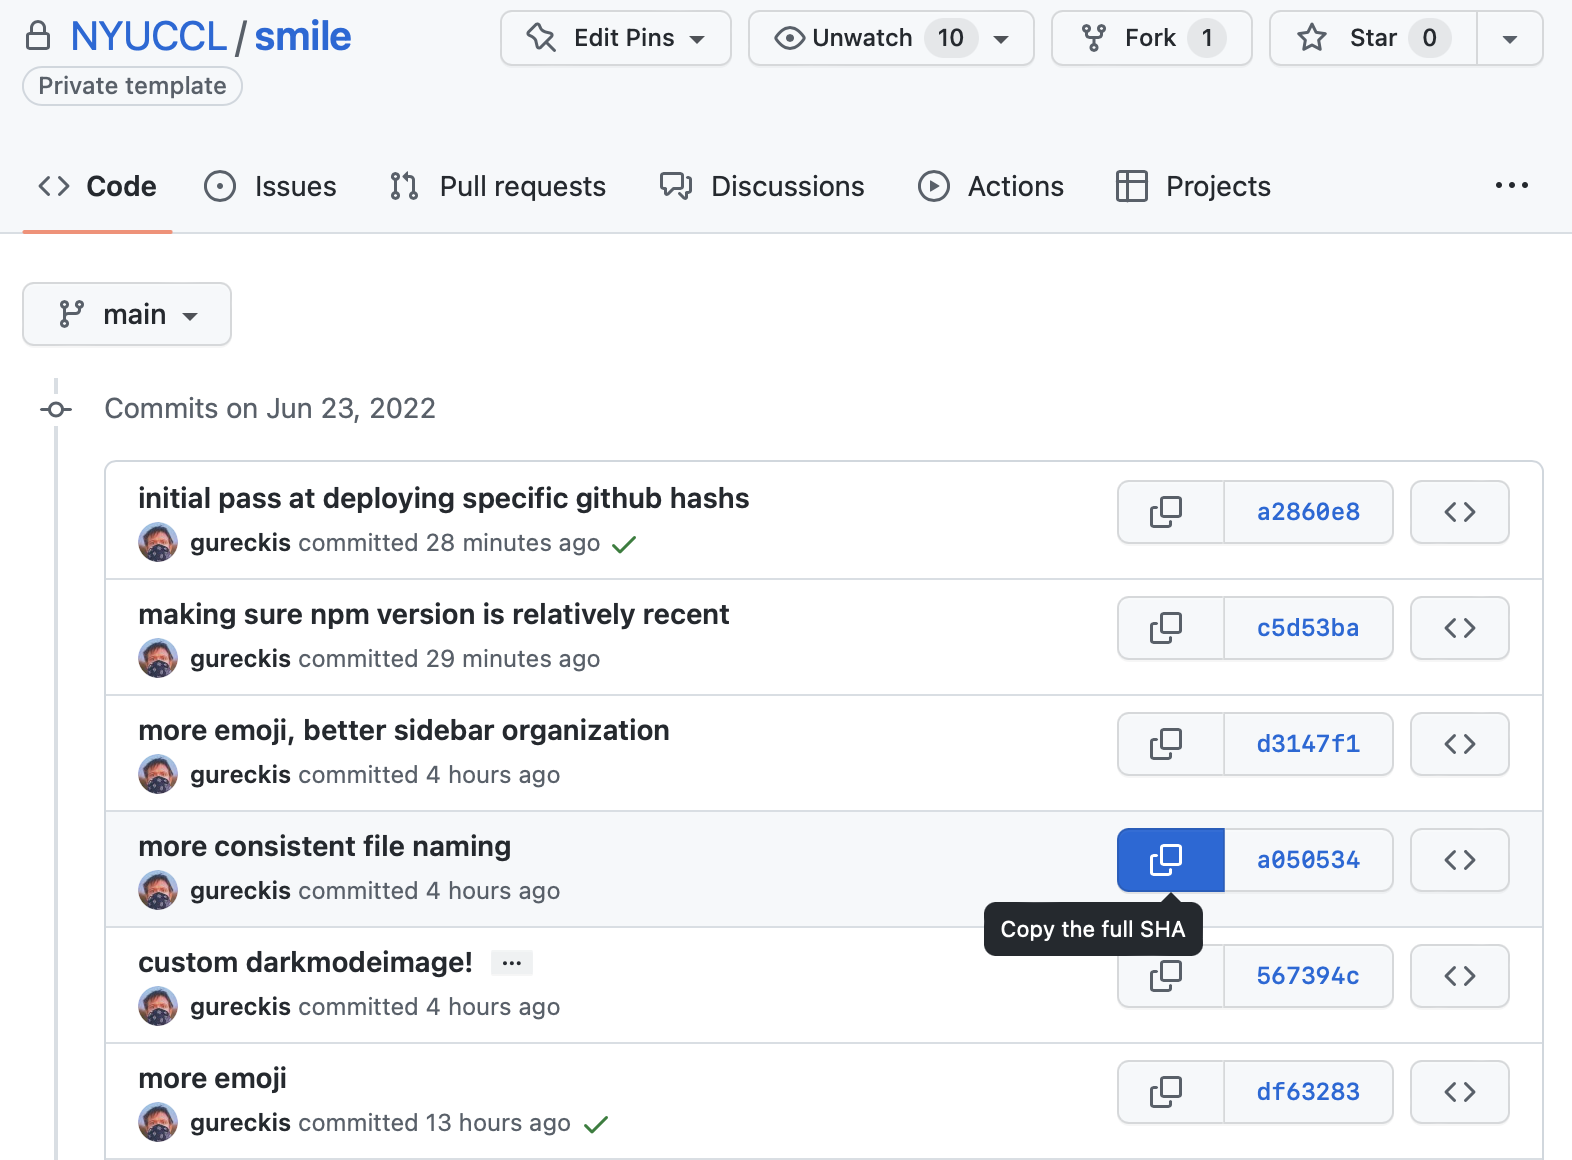 NYUCCL / smile
Edit Pins
Unwatch 10
Fork 1
Star 0
Private template
Code
Issues
Pull requests
Discussions
Actions
Projects
main
Commits on Jun 23, 2022
initial pass at deploying specific github hashs
gureckis committed 28 minutes ago
a2860e8
making sure npm version is relatively recent
gureckis committed 29 minutes ago
c5d53ba
more emoji, better sidebar organization
gureckis committed 4 hours ago
d3147f1
more consistent file naming
gureckis committed 4 hours ago
a050534
Copy the full SHA
custom darkmodeimage!
gureckis committed 4 hours ago
567394c
more emoji
gureckis committed 13 hours ago
df63283